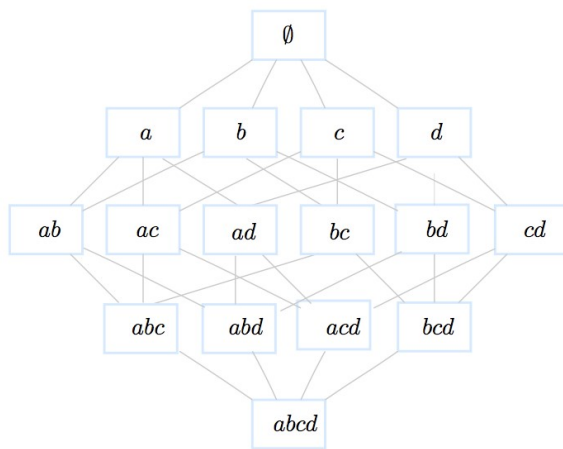 ∅
a b c d
ab ac ad bc bd cd
abc abd acd bcd
abcd